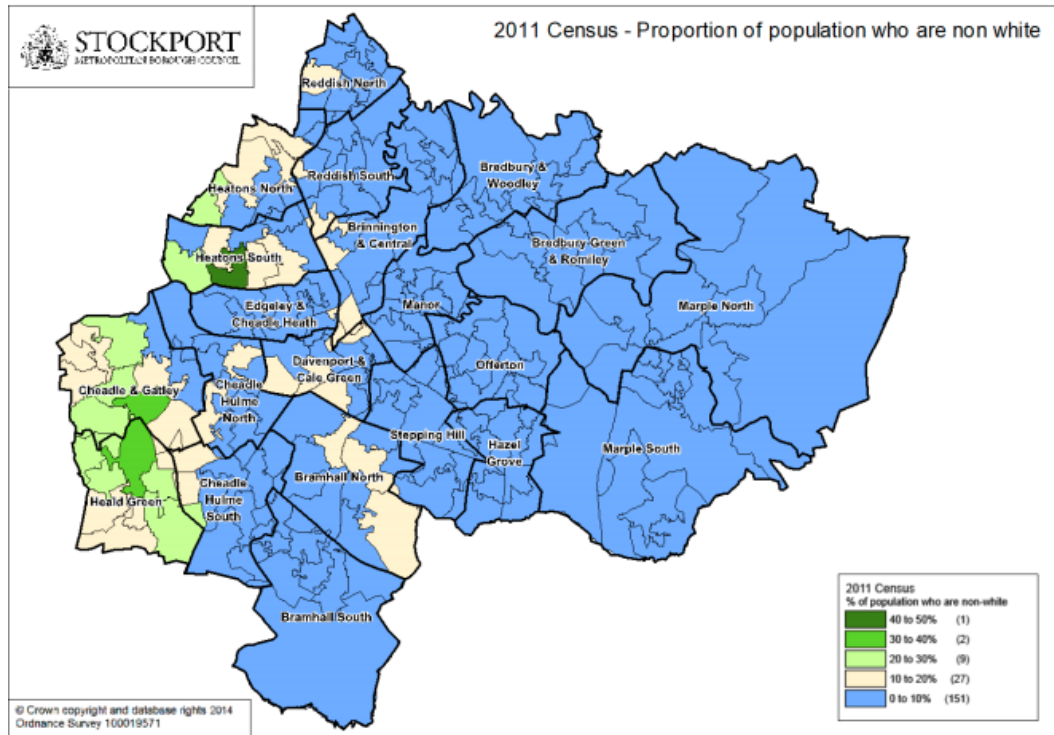 STOCKPORT
METROPOLITAN BOROUGH COUNCIL
2011 Census - Proportion of population who are non white
Reddish North
Heatons North
Reddish South
Bredbury &
Woodley
Brinnington
& Central
Heatons South
Bredbury Green
& Romiley
Edgeley &
Cheadle Heath
Manor
Marple North
Davenport &
Cale Green
Offerton
Cheadle & Gatley
Cheadle
Hulme
North
Stepping Hill
Hazel
Grove
Marple South
Bramhall North
Cheadle
Hulme
South
Heald Green
Bramhall South
2011 Census
% of population who are non-white
40 to 50% (1)
30 to 40% (2)
20 to 30% (9)
10 to 20% (27)
0 to 10% (151)
© Crown copyright and database rights 2014
Ordnance Survey 100019571